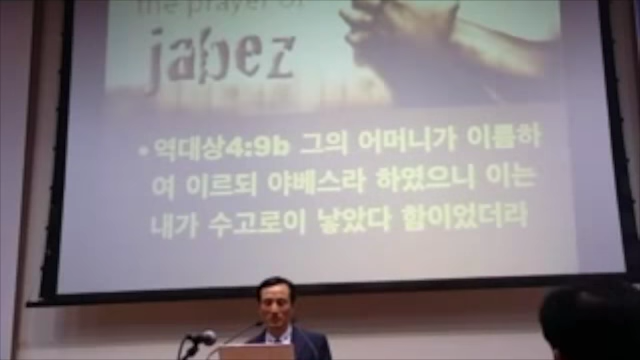 the prayer of
jabez
• 역대상4:9b 그의 어머니가 이름하
여 이르되 야베스라 하였으니 이는
내가 수고로이 낳았다 함이었더라